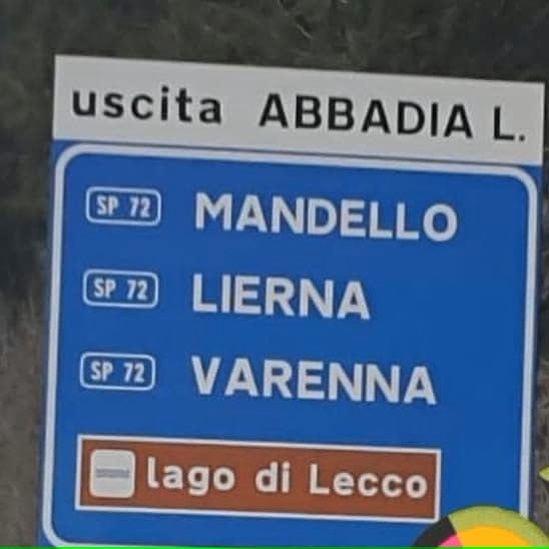 uscita ABBADIA L.
SP 72 MANDELLO
SP 72 LIERNA
SP 72 VARENNA
lago di Lecco